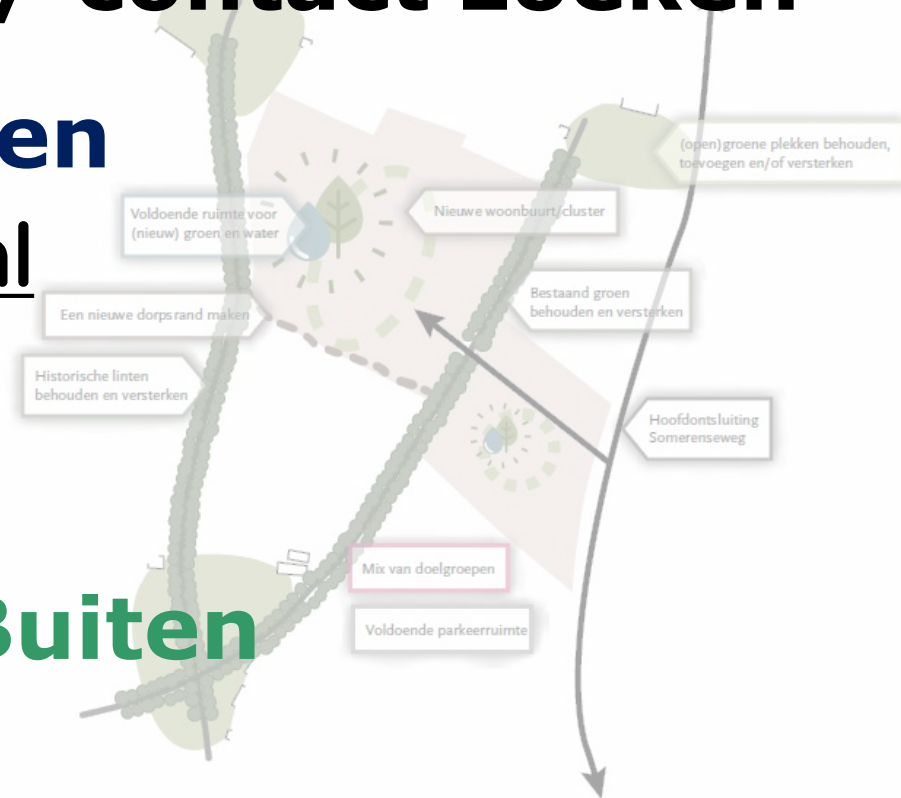 contact zoeken
en
(open)groene plekken behouden,
toevoegen en/of versterken
Voldoende ruimte voor
(nieuw) groen en water
Nieuwe woonbuurt/cluster
al
Bestaand groen
behouden en versterken
Een nieuwe dorpsrand maken
Historische linten
behouden en versterken
Hoofdontsluiting
Somerenseweg
Mix van doelgroepen
Buiten
Voldoende parkeerruimte